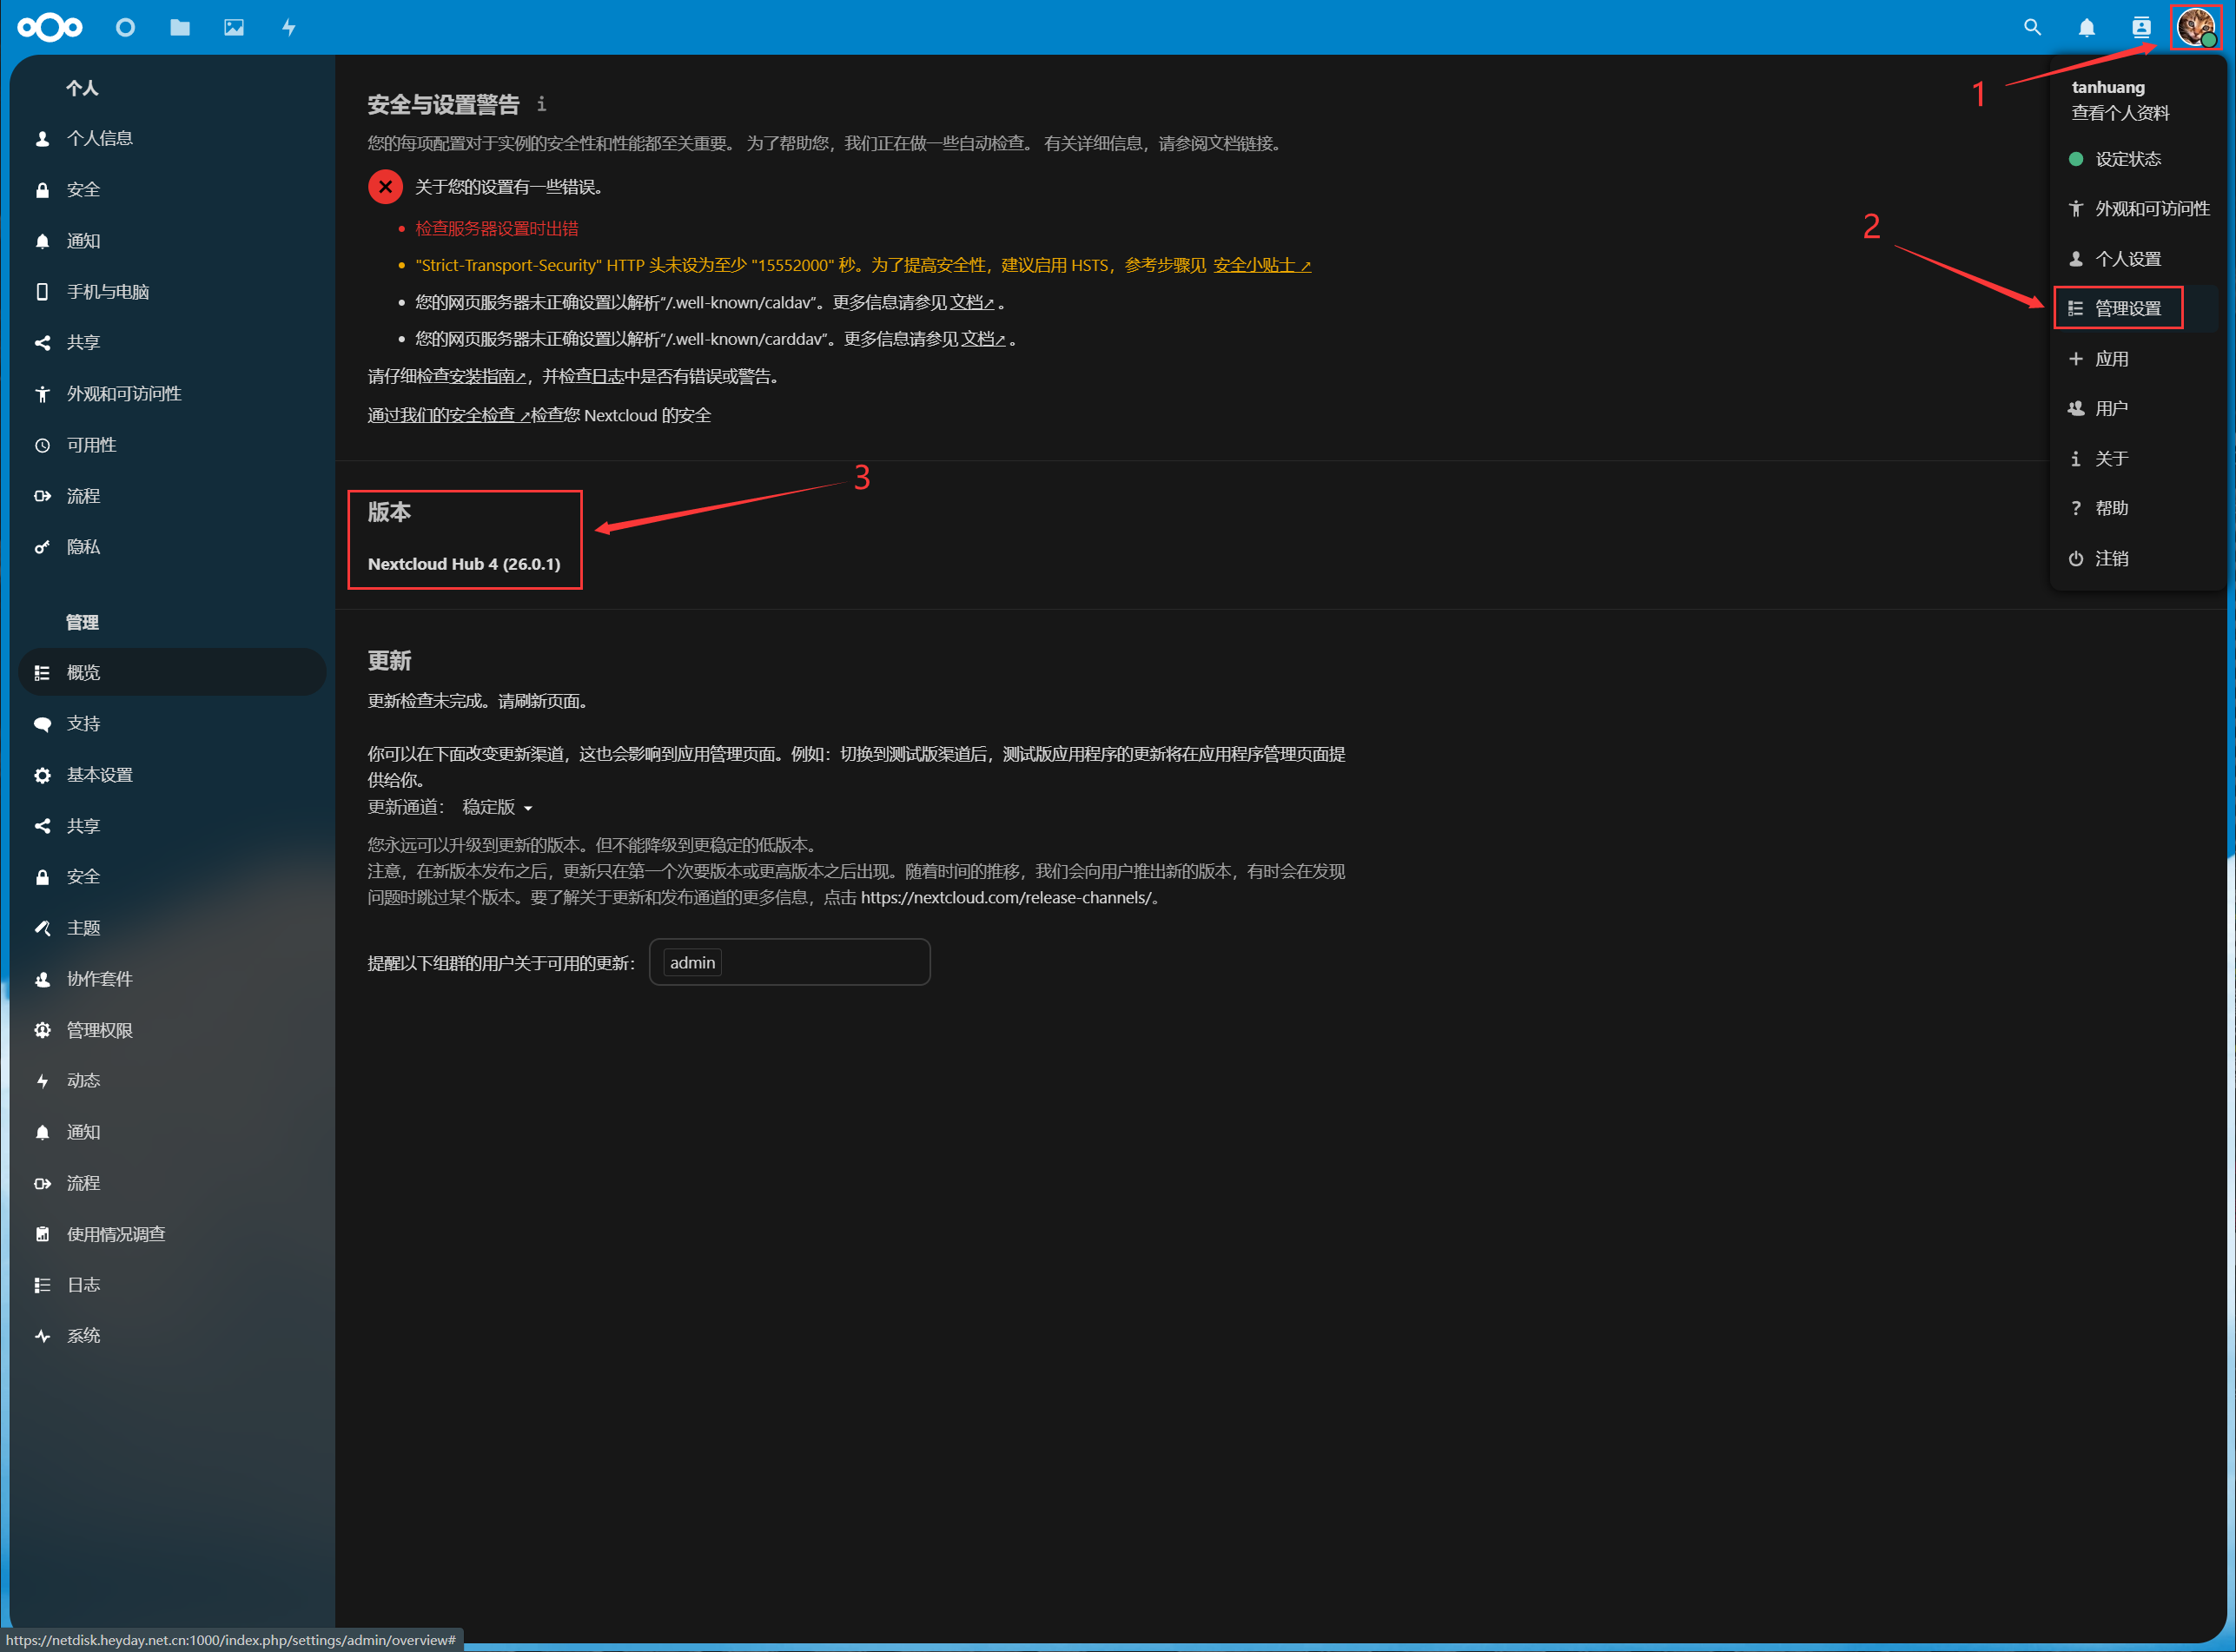 个人
个人信息
安全
通知
手机与电脑
共享
外观和可访问性
可用性
流程
隐私
管理
概览
支持
基本设置
共享
安全
主题
协作套件
管理权限
动态
通知
流程
使用情况调查
日志
系统
安全与设置警告
您的每项配置对于实例的安全性和性能都至关重要。 为了帮助您，我们正在做一些自动检查。 有关详细信息，请参阅文档链接。
关于您的设置有一些错误。
检查服务器设置时出错
"Strict-Transport-Security" HTTP 头未设为至少 "15552000" 秒。为了提高安全性，建议启用 HSTS，参考步骤见 安全小贴士 ↗
您的网页服务器未正确设置以解析“/.well-known/caldav”。更多信息请参见 文档↗ 。
您的网页服务器未正确设置以解析“/.well-known/carddav”。更多信息请参见 文档↗ 。
请仔细检查安装指南↗，并检查日志中是否有错误或警告。
通过我们的安全检查 ↗检查您 Nextcloud 的安全
版本
Nextcloud Hub 4 (26.0.1)
更新
更新检查未完成。请刷新页面。
你可以在下面改变更新渠道，这也会影响到应用管理页面。例如：切换到测试版渠道后，测试版应用程序的更新将在应用程序管理页面提
供给你。
更新通道： 稳定版
您永远可以升级到更新的版本。但不能降级到更稳定的低版本。
注意，在新版本发布之后，更新只在第一个次要版本或更高版本之后出现。随着时间的推移，我们会向用户推出新的版本，有时会在发现
问题时跳过某个版本。要了解关于更新和发布通道的更多信息，点击 https://nextcloud.com/release-channels/。
提醒以下组群的用户关于可用的更新： admin
1
2
3
tanhuang
查看个人资料
设定状态
外观和可访问性
个人设置
管理设置
应用
用户
关于
帮助
注销
https://netdisk.heyday.net.cn:1000/index.php/settings/admin/overview#